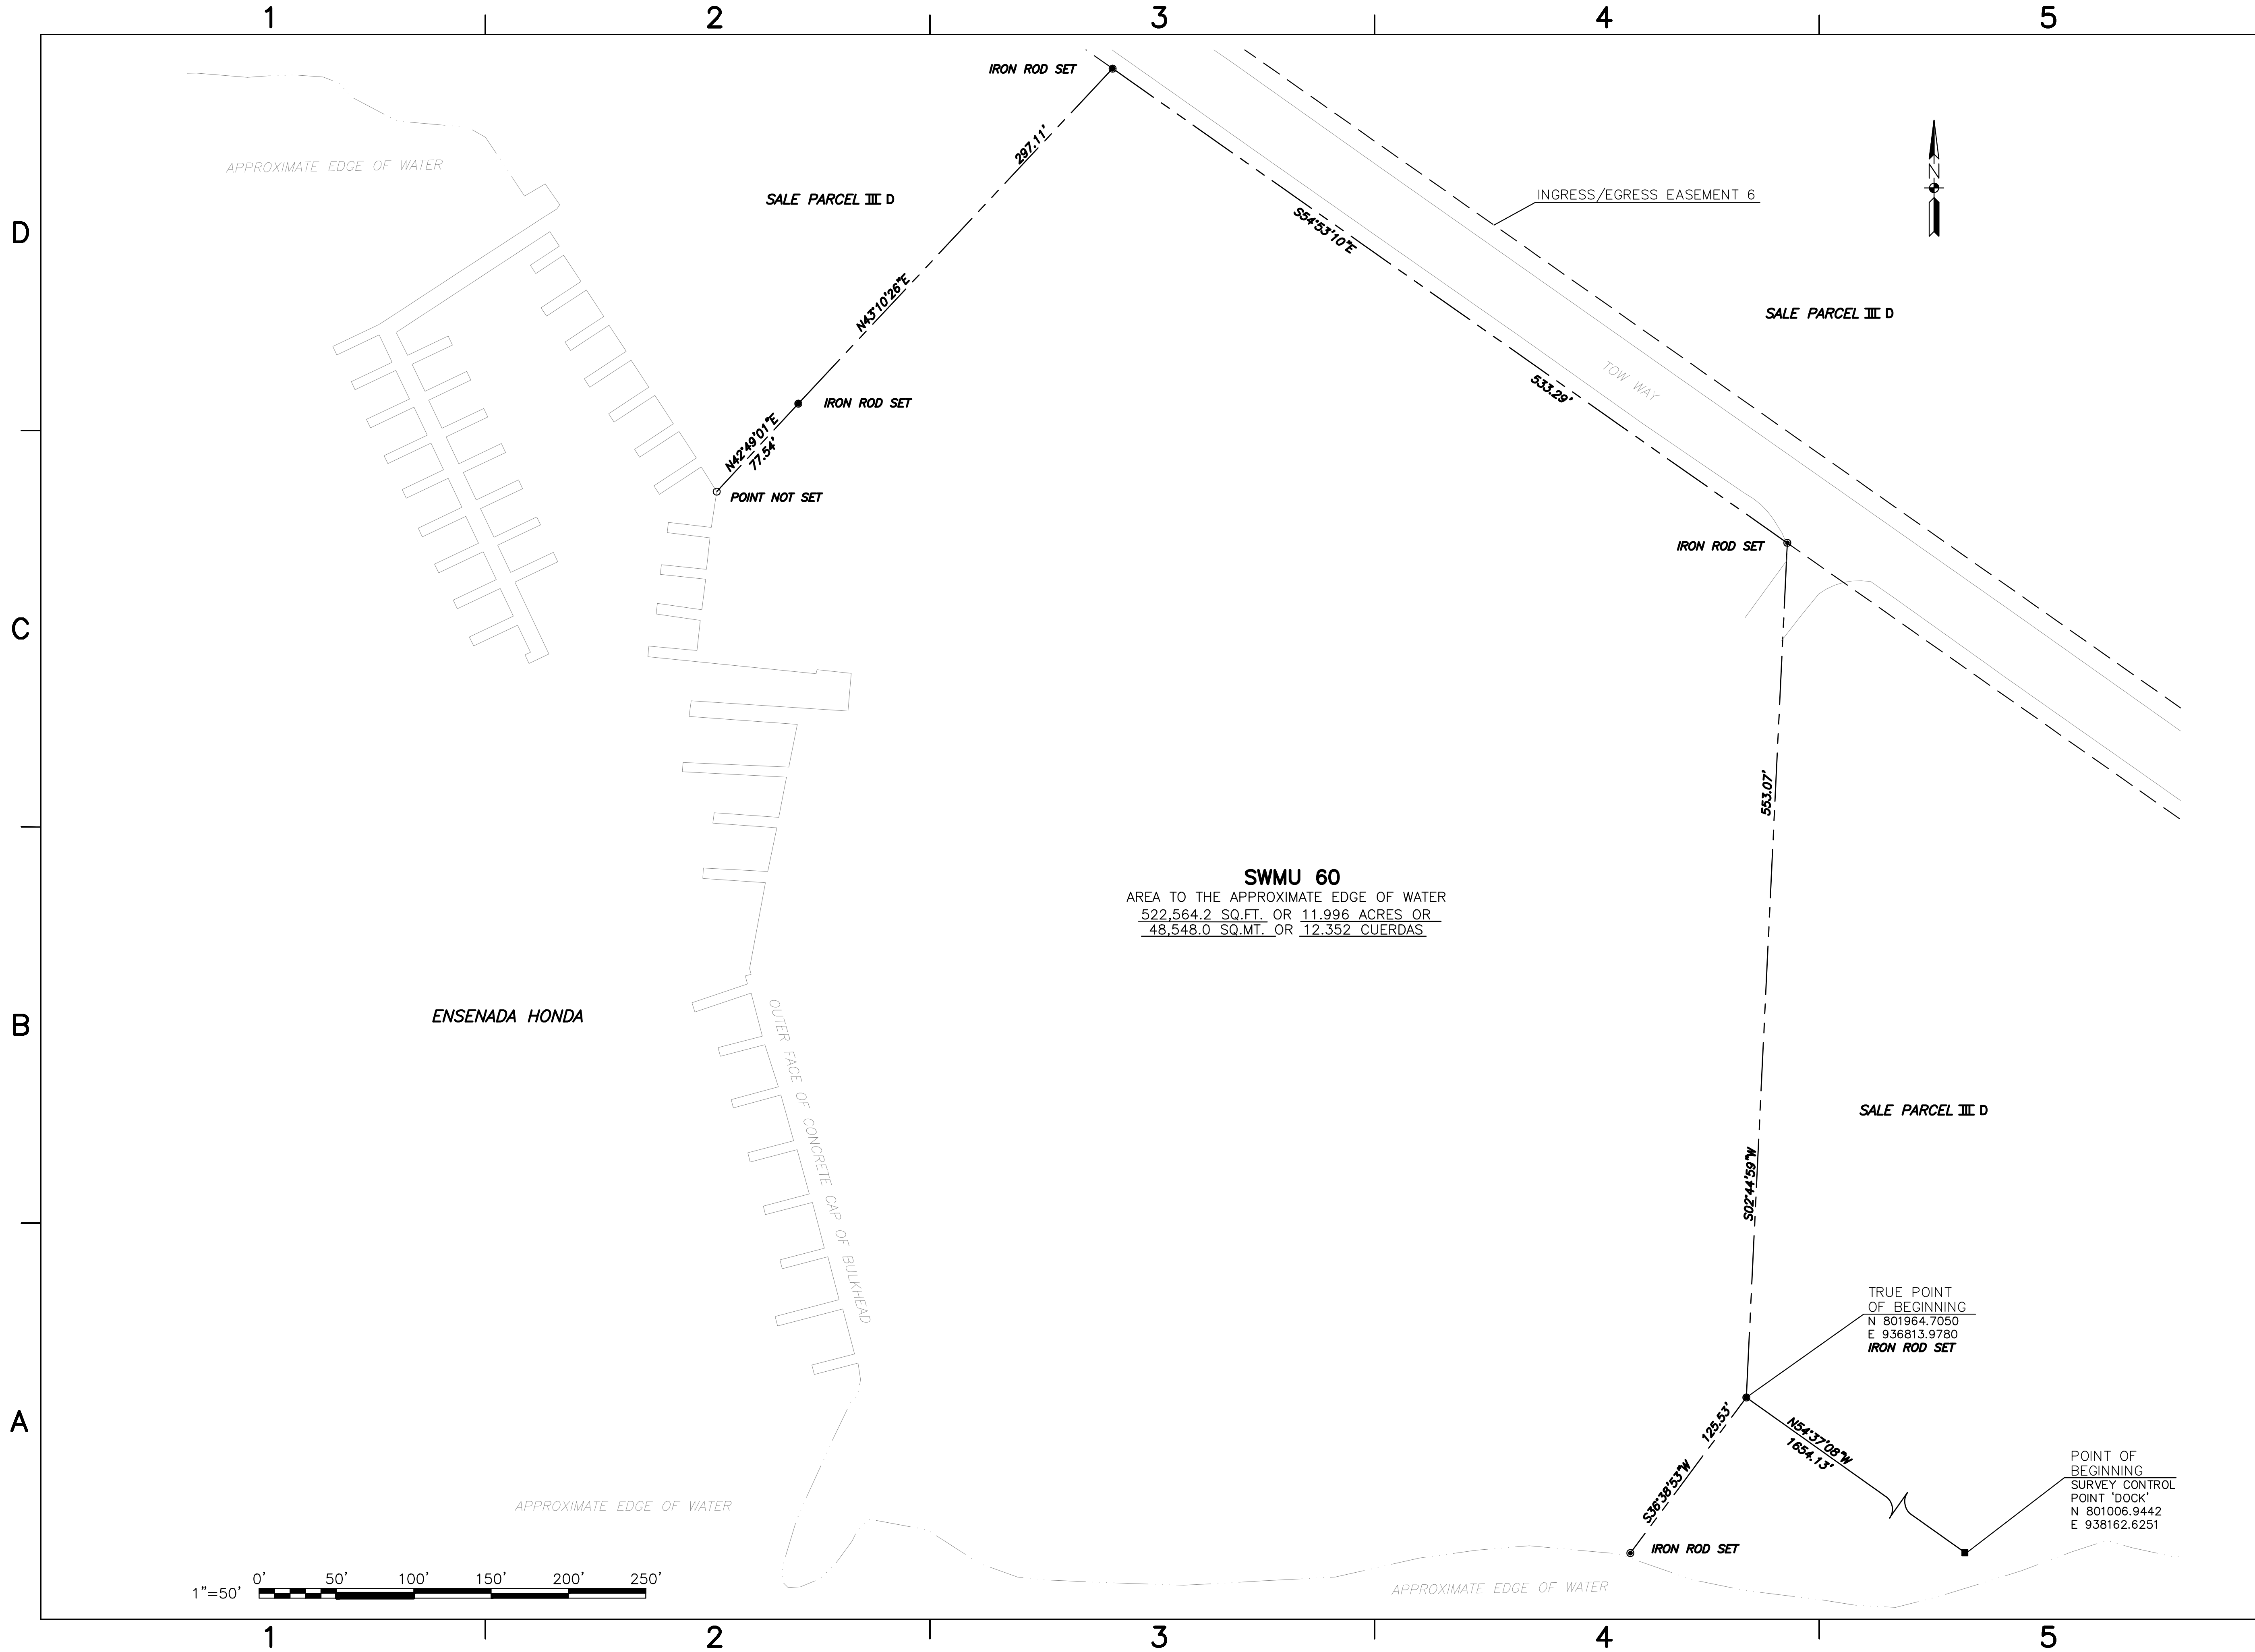 1 2 3 4 5
IRON ROD SET
APPROXIMATE EDGE OF WATER
297.11'
N
SALE PARCEL III D
INGRESS/EGRESS EASEMENT 6
D
S54°53'10"E
N43°10'26"E
SALE PARCEL III D
TOW WAY
533.29'
IRON ROD SET
N42°49'01"E
77.54'
POINT NOT SET
IRON ROD SET
C
553.07'
SWMU 60
AREA TO THE APPROXIMATE EDGE OF WATER
522,564.2 SQ.FT. OR 11.996 ACRES OR
48,548.0 SQ.MT. OR 12.352 CUERDAS
ENSENADA HONDA
B
OUTER FACE OF CONCRETE CAP OF BULKHEAD
SALE PARCEL III D
S02°44'59"W
TRUE POINT
OF BEGINNING
N 801964.7050
E 936813.9780
IRON ROD SET
A
125.53'
S36°38'53"W
N54°37'08"W
1654.13'
POINT OF
BEGINNING
SURVEY CONTROL
POINT 'DOCK'
N 801006.9442
E 938162.6251
APPROXIMATE EDGE OF WATER
IRON ROD SET
APPROXIMATE EDGE OF WATER
1"=50' 0' 50' 100' 150' 200' 250'
1 2 3 4 5